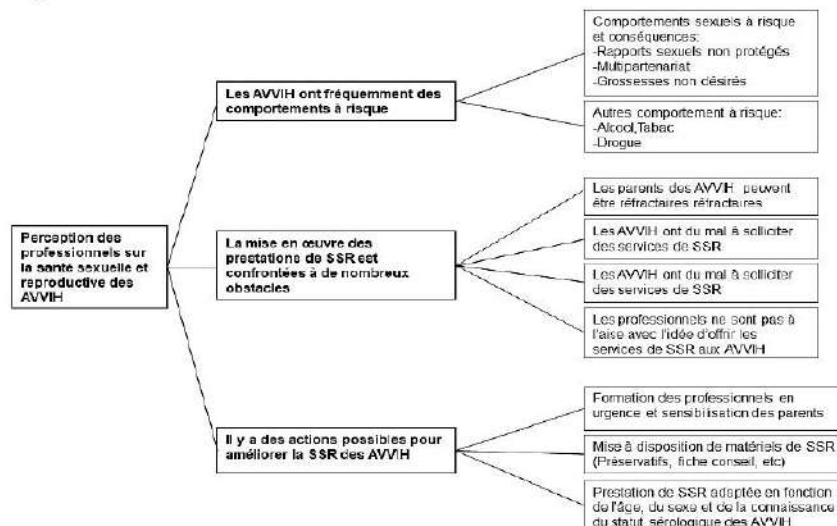 Comportements sexuels à risque
et conséquences:
-Rapports sexuels non protégés
-Multipartenariat
-Grossesses non désirés
Les AVVIH ont fréquemment des
comportements à risque
Autres comportement à risque:
-Alcool,Tabac
-Drogue
Perception des
professionnels sur
la santé sexuelle et
reproductive des
AVVIH
La mise en œuvre des
prestations de SSR est
confrontées à de nombreux
obstacles
Les parents des AVVIH peuvent
être réfractaires réfractaires
Les AVVIH ont du mal à solliciter
des services de SSR
Les AVVIH ont du mal à solliciter
des services de SSR
Les professionnels ne sont pas à
l'aise avec l'idée d'offrir les
services de SSR aux AVVIH
Il y a des actions possibles pour
améliorer la SSR des AVVIH
Formation des professionnels en
urgence et sensibilisation des parents
Mise à disposition de matériels de SSR
(Préservatifs, fiche conseil, etc)
Prestation de SSR adaptée en fonction
de l'âge, du sexe et de la connaissance
du statut sérologique des AVVIH